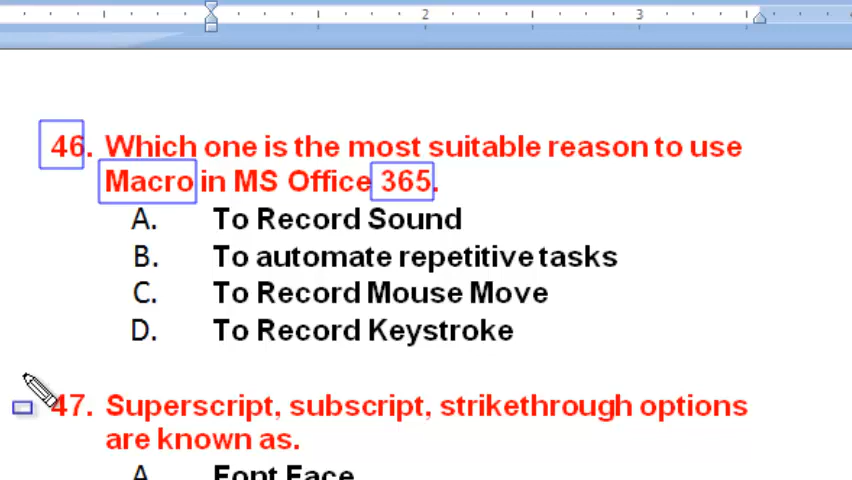 2
3
46. Which one is the most suitable reason to use
Macro in MS Office 365.
A. To Record Sound
B. To automate repetitive tasks
C. To Record Mouse Move
D. To Record Keystroke
47. Superscript, subscript, strikethrough options
are known as.
A Font Face